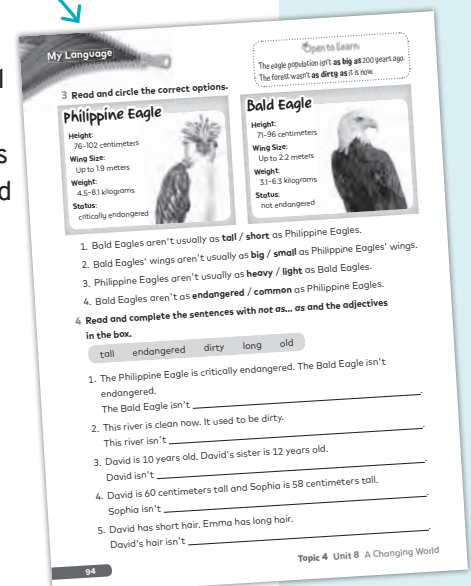 My Language
Open to Learn
The eagle population isn't as big as 200 years ago.
The forest wasn't as dirty as it is now.
3 Read and circle the correct options.
Philippine Eagle
Height:
76-102 centimeters
Wing Size:
Up to 1.9 meters
Weight:
4.5-8.1 kilograms
Status:
critically endangered
Bald Eagle
Height:
71-96 centimeters
Wing Size:
Up to 2.2 meters
Weight:
3.1-6.3 kilograms
Status:
not endangered
1. Bald Eagles aren't usually as tall / short as Philippine Eagles.
2. Bald Eagles' wings aren't usually as big / small as Philippine Eagles' wings.
3. Philippine Eagles aren't usually as heavy / light as Bald Eagles.
4. Bald Eagles aren't as endangered / common as Philippine Eagles.
4 Read and complete the sentences with not as... as and the adjectives
in the box.
tall endangered dirty long old
1. The Philippine Eagle is critically endangered. The Bald Eagle isn't
endangered.
The Bald Eagle isn't .
2. This river is clean now. It used to be dirty.
This river isn't .
3. David is 10 years old. David's sister is 12 years old.
David isn't .
4. David is 60 centimeters tall and Sophia is 58 centimeters tall.
Sophia isn't .
5. David has short hair. Emma has long hair.
David's hair isn't .
94
Topic 4 Unit 8 A Changing World